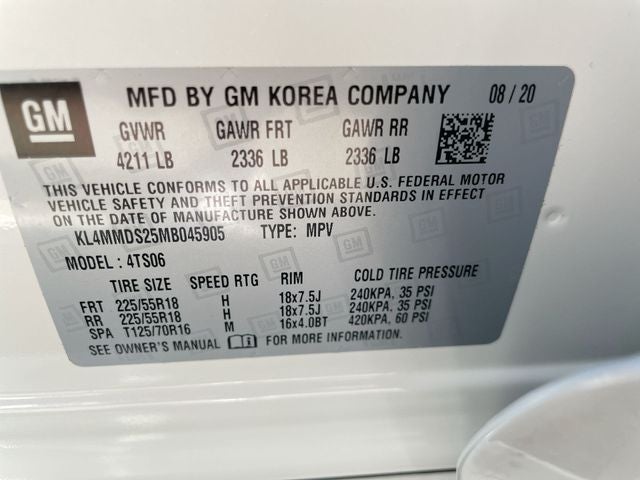 GM MFD BY GM KOREA COMPANY 08 / 20
GVWR GAWR FRT GAWR RR
4211 LB 2336 LB 2336 LB
THIS VEHICLE CONFORMS TO ALL APPLICABLE U.S. FEDERAL MOTOR
VEHICLE SAFETY AND THEFT PREVENTION STANDARDS IN EFFECT
ON THE DATE OF MANUFACTURE SHOWN ABOVE.
KL4MMDS25MB045905 TYPE: MPV
MODEL : 4TS06
TIRE SIZE SPEED RTG RIM COLD TIRE PRESSURE
FRT 225/55R18 H 18x7.5J 240KPA, 35 PSI
RR 225/55R18 H 18x7.5J 240KPA, 35 PSI
SPA T125/70R16 M 16x4.0BT 420KPA, 60 PSI
SEE OWNER'S MANUAL FOR MORE INFORMATION.